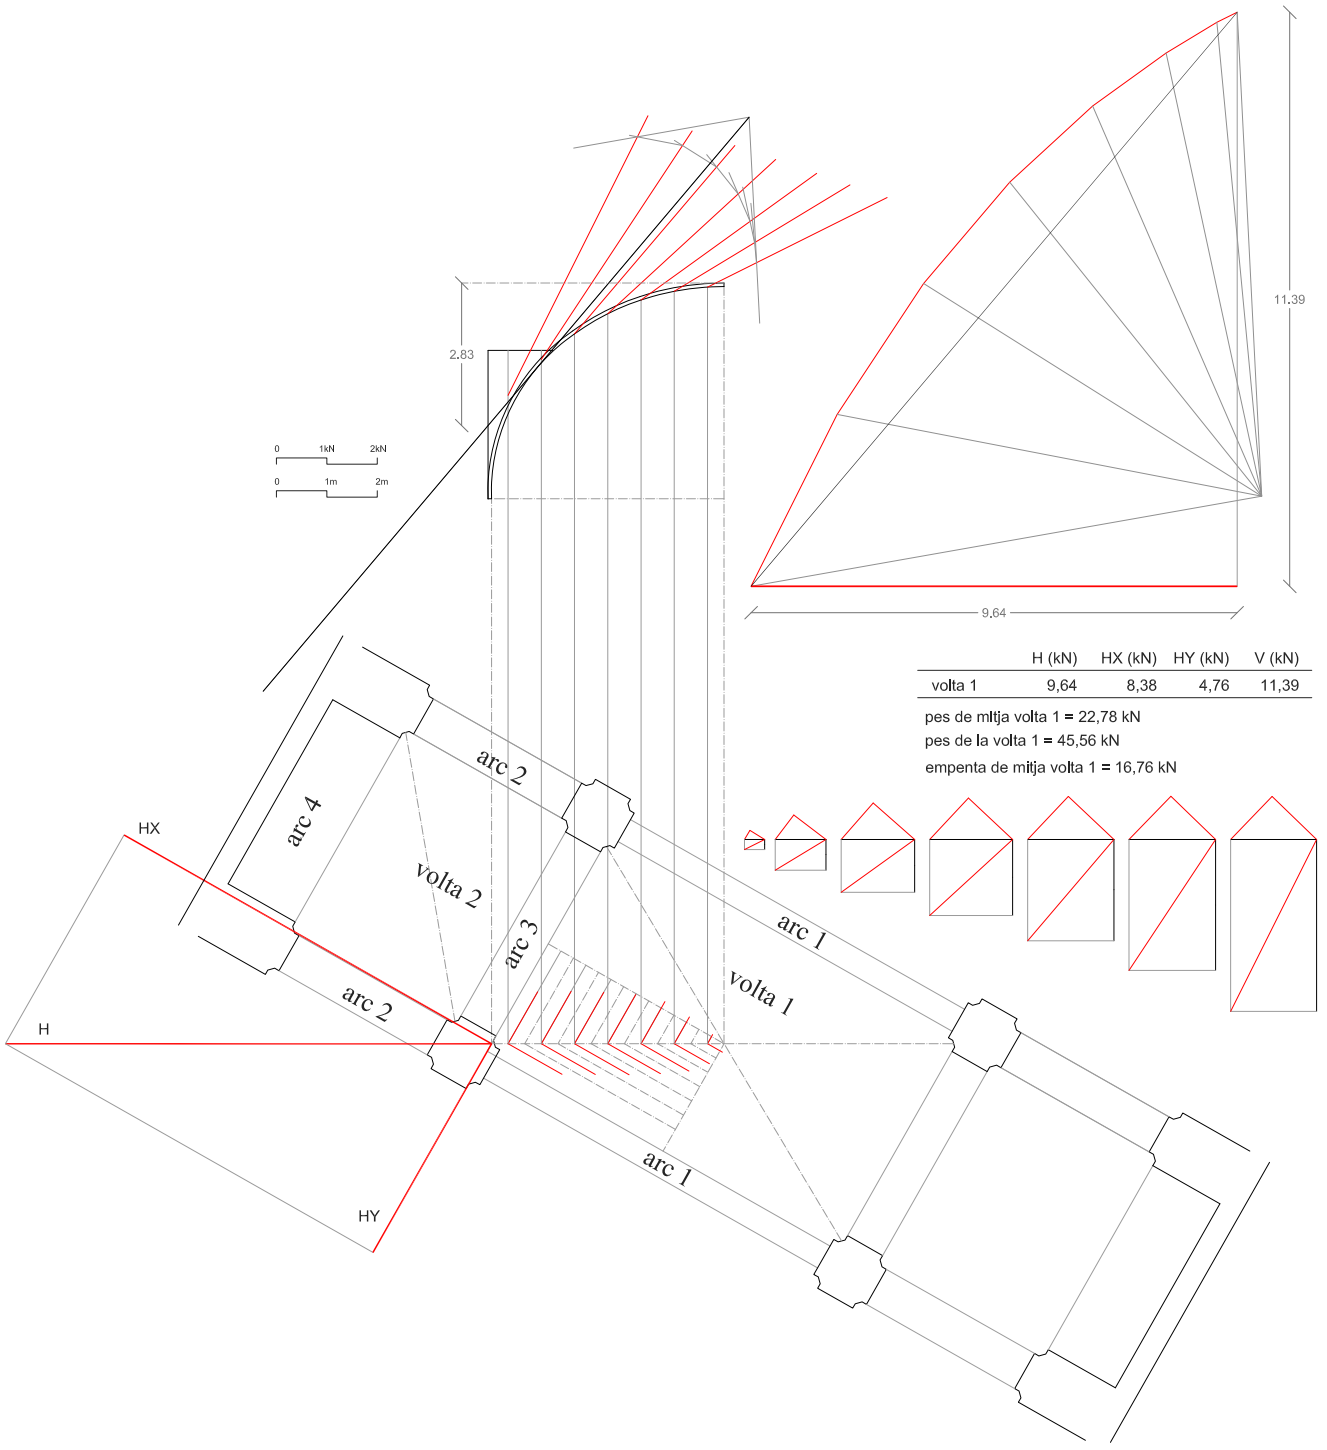 11.39
2.83
0 1kN 2kN
0 1m 2m
9.64
H (kN) HX (kN) HY (kN) V (kN)
volta 1 9,64 8,38 4,76 11,39
pes de mitja volta 1 = 22,78 kN
pes de la volta 1 = 45,56 kN
empenta de mitja volta 1 = 16,76 kN
arc 2
arc 4
HX
volta 2
arc 3
arc 1
volta 1
arc 2
H
arc 1
HY